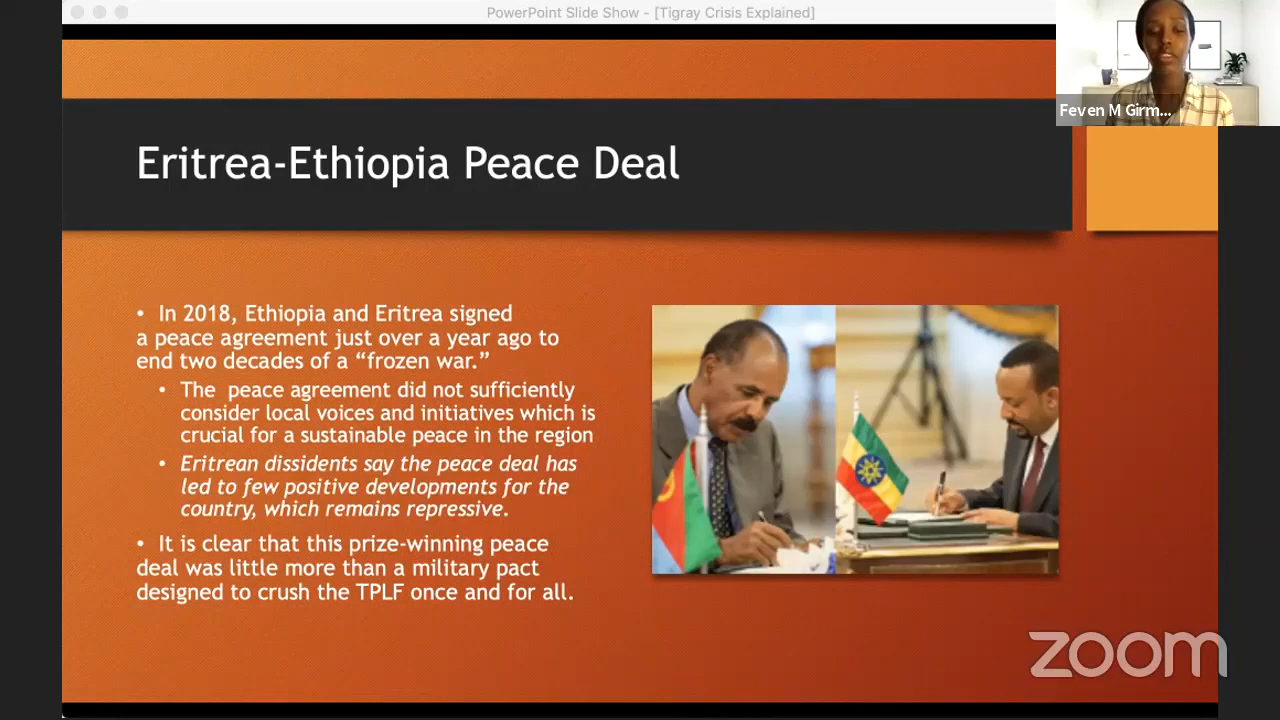 PowerPoint Slide Show - [Tigray Crisis Explained]
Feven M Girm...
Eritrea-Ethiopia Peace Deal
• In 2018, Ethiopia and Eritrea signed
a peace agreement just over a year ago to
end two decades of a “frozen war.”
• The peace agreement did not sufficiently
consider local voices and initiatives which is
crucial for a sustainable peace in the region
• Eritrean dissidents say the peace deal has
led to few positive developments for the
country, which remains repressive.
• It is clear that this prize-winning peace
deal was little more than a military pact
designed to crush the TPLF once and for all.
zoom